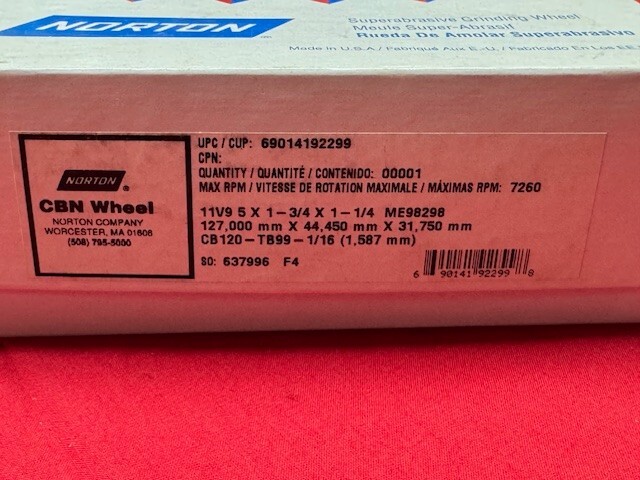 NORTON®
Superabrasive Grinding Wheel
Meule Super-Abrasif
Rueda De Amolar Superabrasivo
Made In U.S.A./ Fabriqué Aux E.-U./ Fabricado En Los EE
NORTON®
CBN Wheel
NORTON COMPANY
WORCESTER, MA 01606
(508) 795-5000
UPC / CUP: 69014192299
CPN:
QUANTITY / QUANTITÉ / CONTENIDO: 00001
MAX RPM / VITESSE DE ROTATION MAXIMALE / MÁXIMAS RPM: 7260
11V9 5 X 1-3/4 X 1-1/4 ME98298
127,000 mm X 44,450 mm X 31,750 mm
CB120-TB99-1/16 (1,587 mm)
SO: 637996 F4
6 90141 92299 8